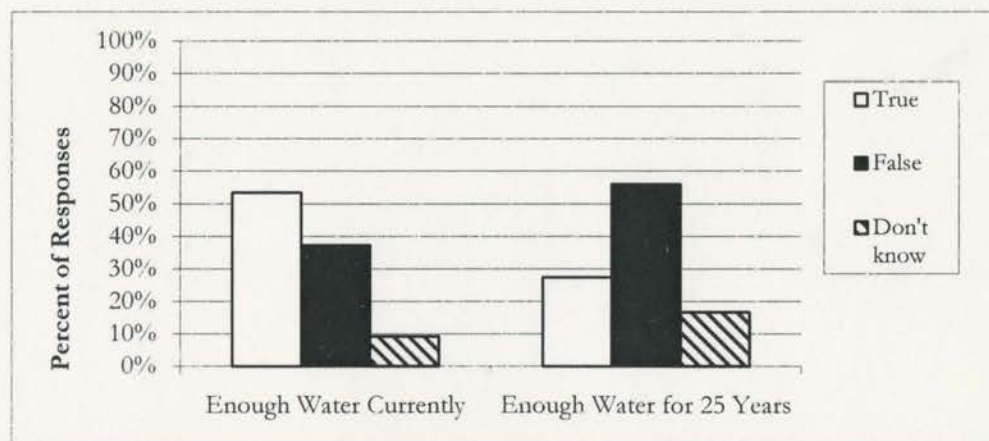 100%
90%
80%
70%
60%
50%
40%
30%
20%
10%
0%
Percent of Responses
Enough Water Currently
Enough Water for 25 Years
True
False
Don't
know